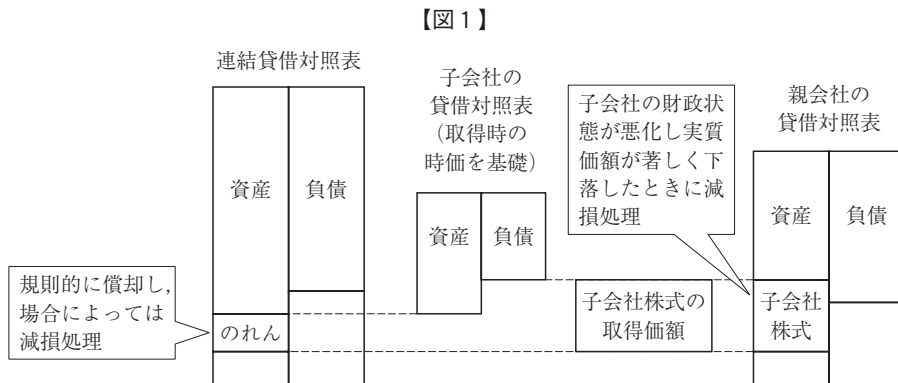 【図1】
連結貸借対照表
資産
負債
のれん
規則的に償却し,
場合によっては
減損処理
子会社の
貸借対照表
(取得時の
時価を基礎)
資産
負債
子会社株式の
取得価額
子会社の財政状
態が悪化し実質
価額が著しく下
落したときに減
損処理
親会社の
貸借対照表
資産
負債
子会社
株式